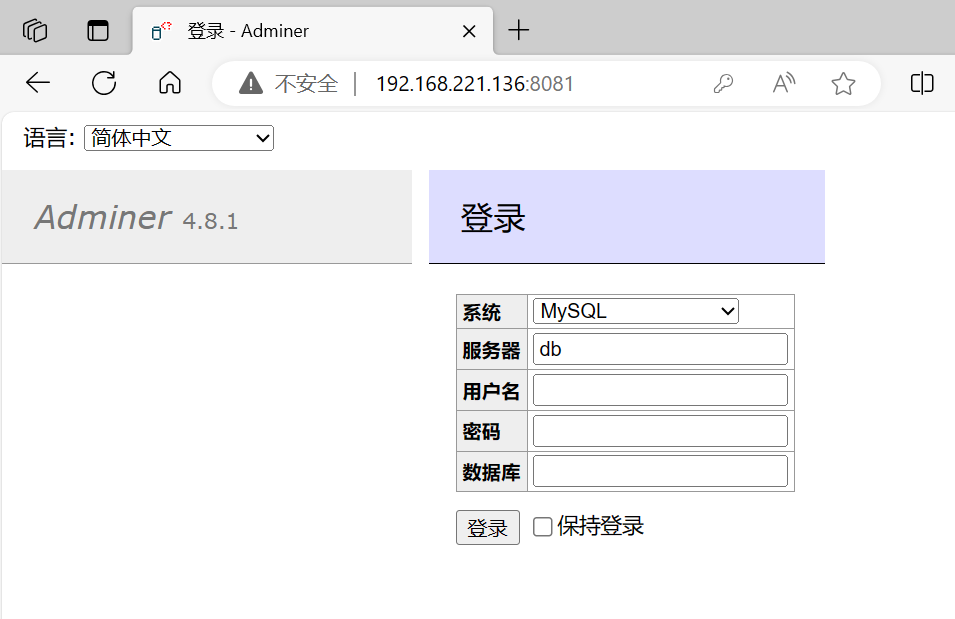 登录 - Adminer
不安全 192.168.221.136:8081
语言: 简体中文
Adminer 4.8.1
登录
系统 MySQL
服务器 db
用户名
密码
数据库
登录 保持登录